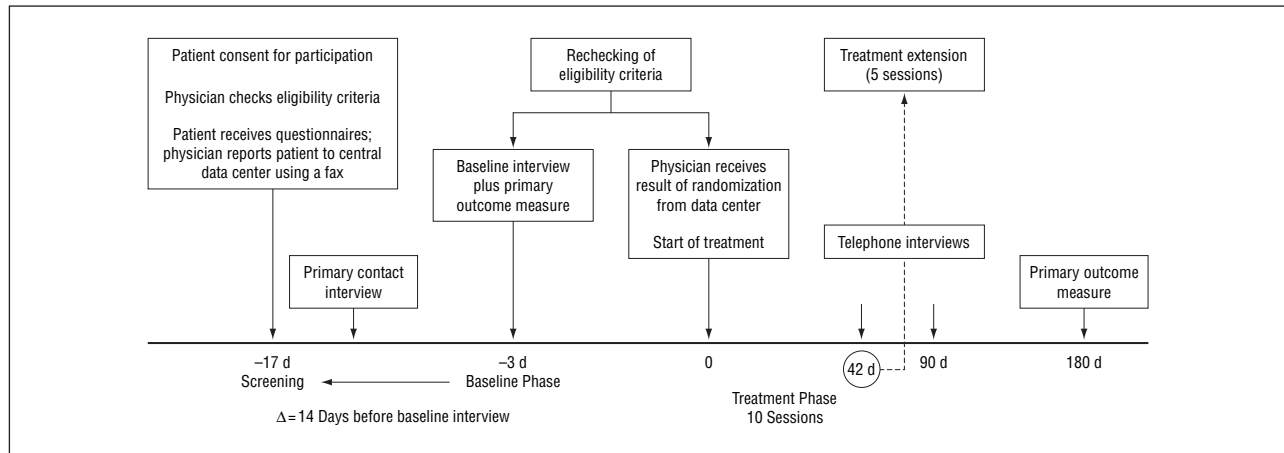 Patient consent for participation
Physician checks eligibility criteria
Patient receives questionnaires;
physician reports patient to central
data center using a fax
Primary contact
interview
Rechecking of
eligibility criteria
Baseline interview
plus primary
outcome measure
Physician receives
result of randomization
from data center
Start of treatment
Treatment extension
(5 sessions)
Telephone interviews
Primary outcome
measure
–17 d
–3 d
0
42 d
90 d
180 d
Screening
Baseline Phase
Δ=14 Days before baseline interview
Treatment Phase
10 Sessions